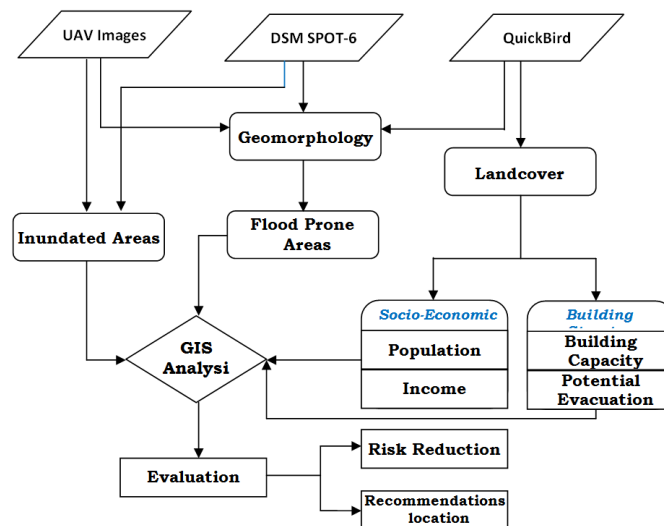 UAV Images
DSM SPOT-6
QuickBird
Geomorphology
Landcover
Inundated Areas
Flood Prone
Areas
Socio-Economic
Building
Population
Building
Capacity
GIS
Analysi
Income
Potential
Evacuation
Evaluation
Risk Reduction
Recommendations
location